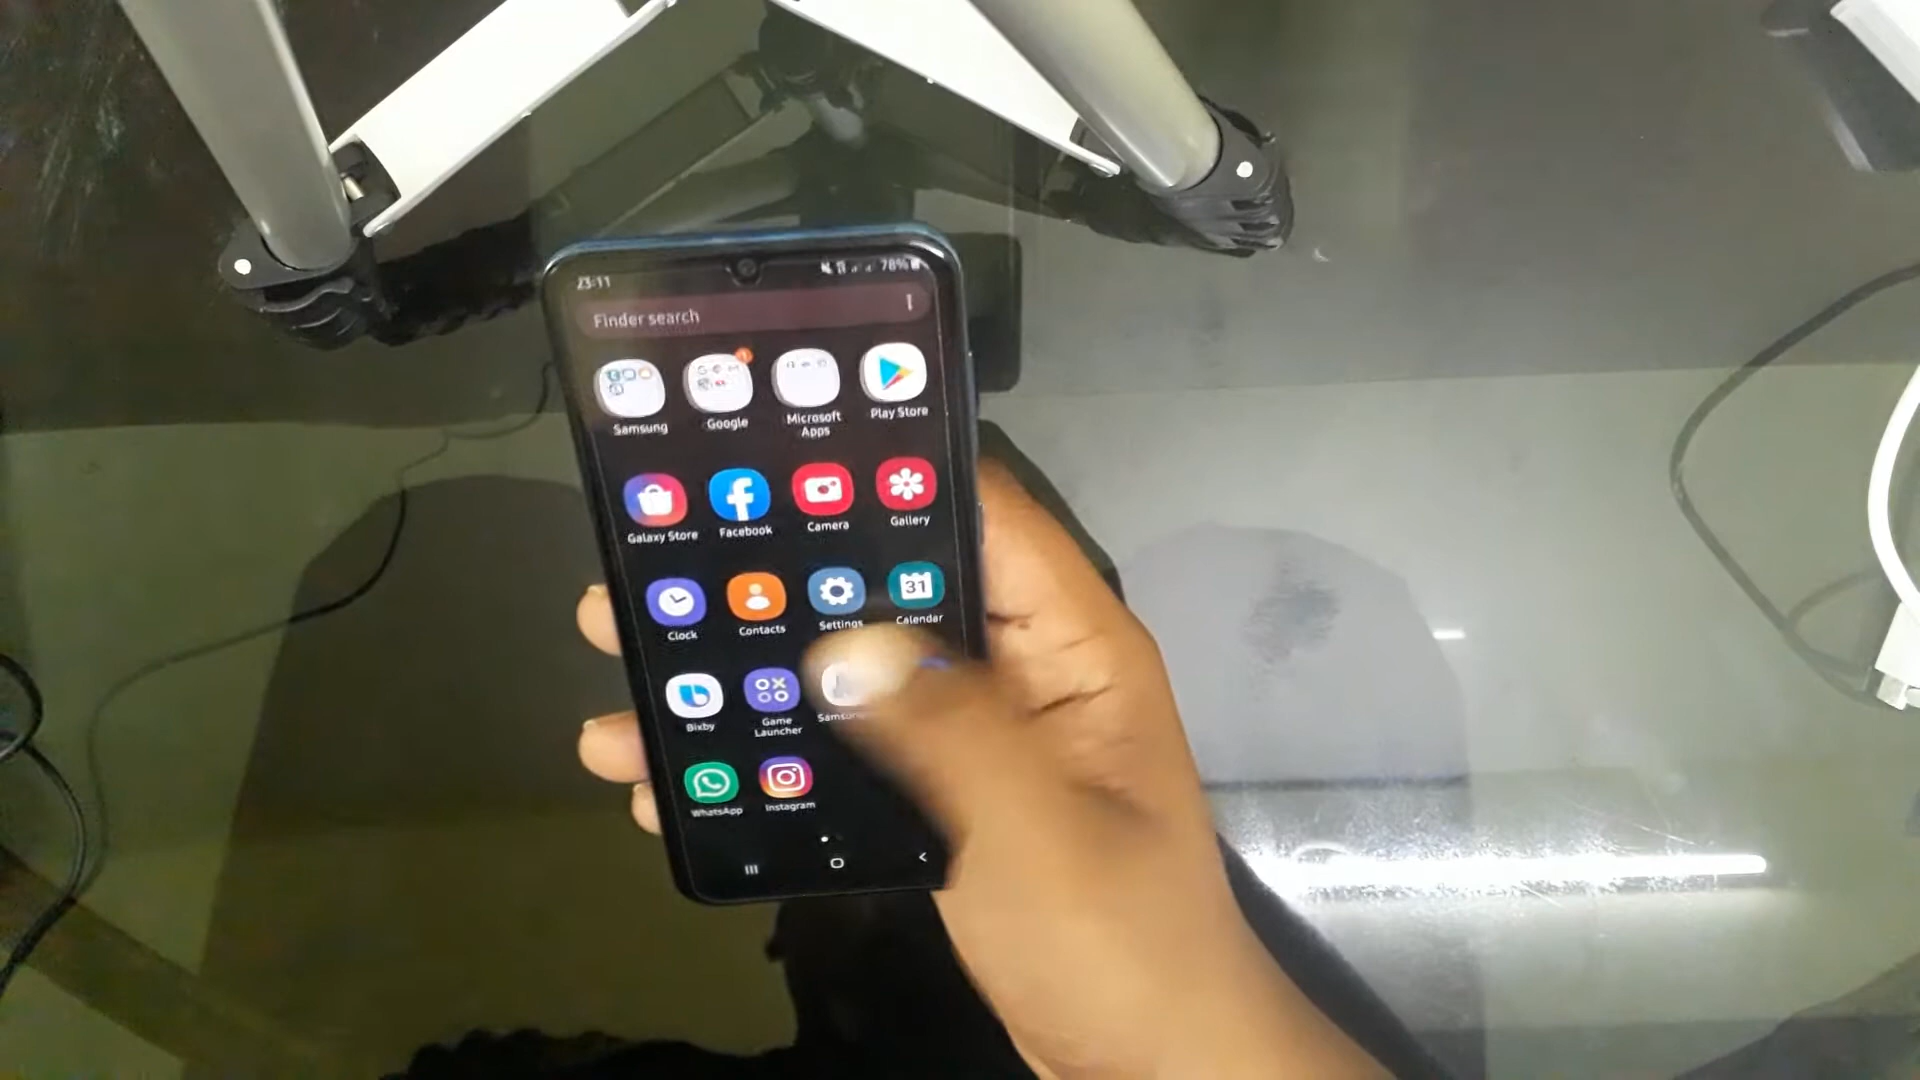 23:11
78%
Finder search
Samsung
Google
Microsoft Apps
Play Store
Galaxy Store
Facebook
Camera
Gallery
Clock
Contacts
Settings
31
Calendar
Bixby
Game Launcher
WhatsApp
Instagram